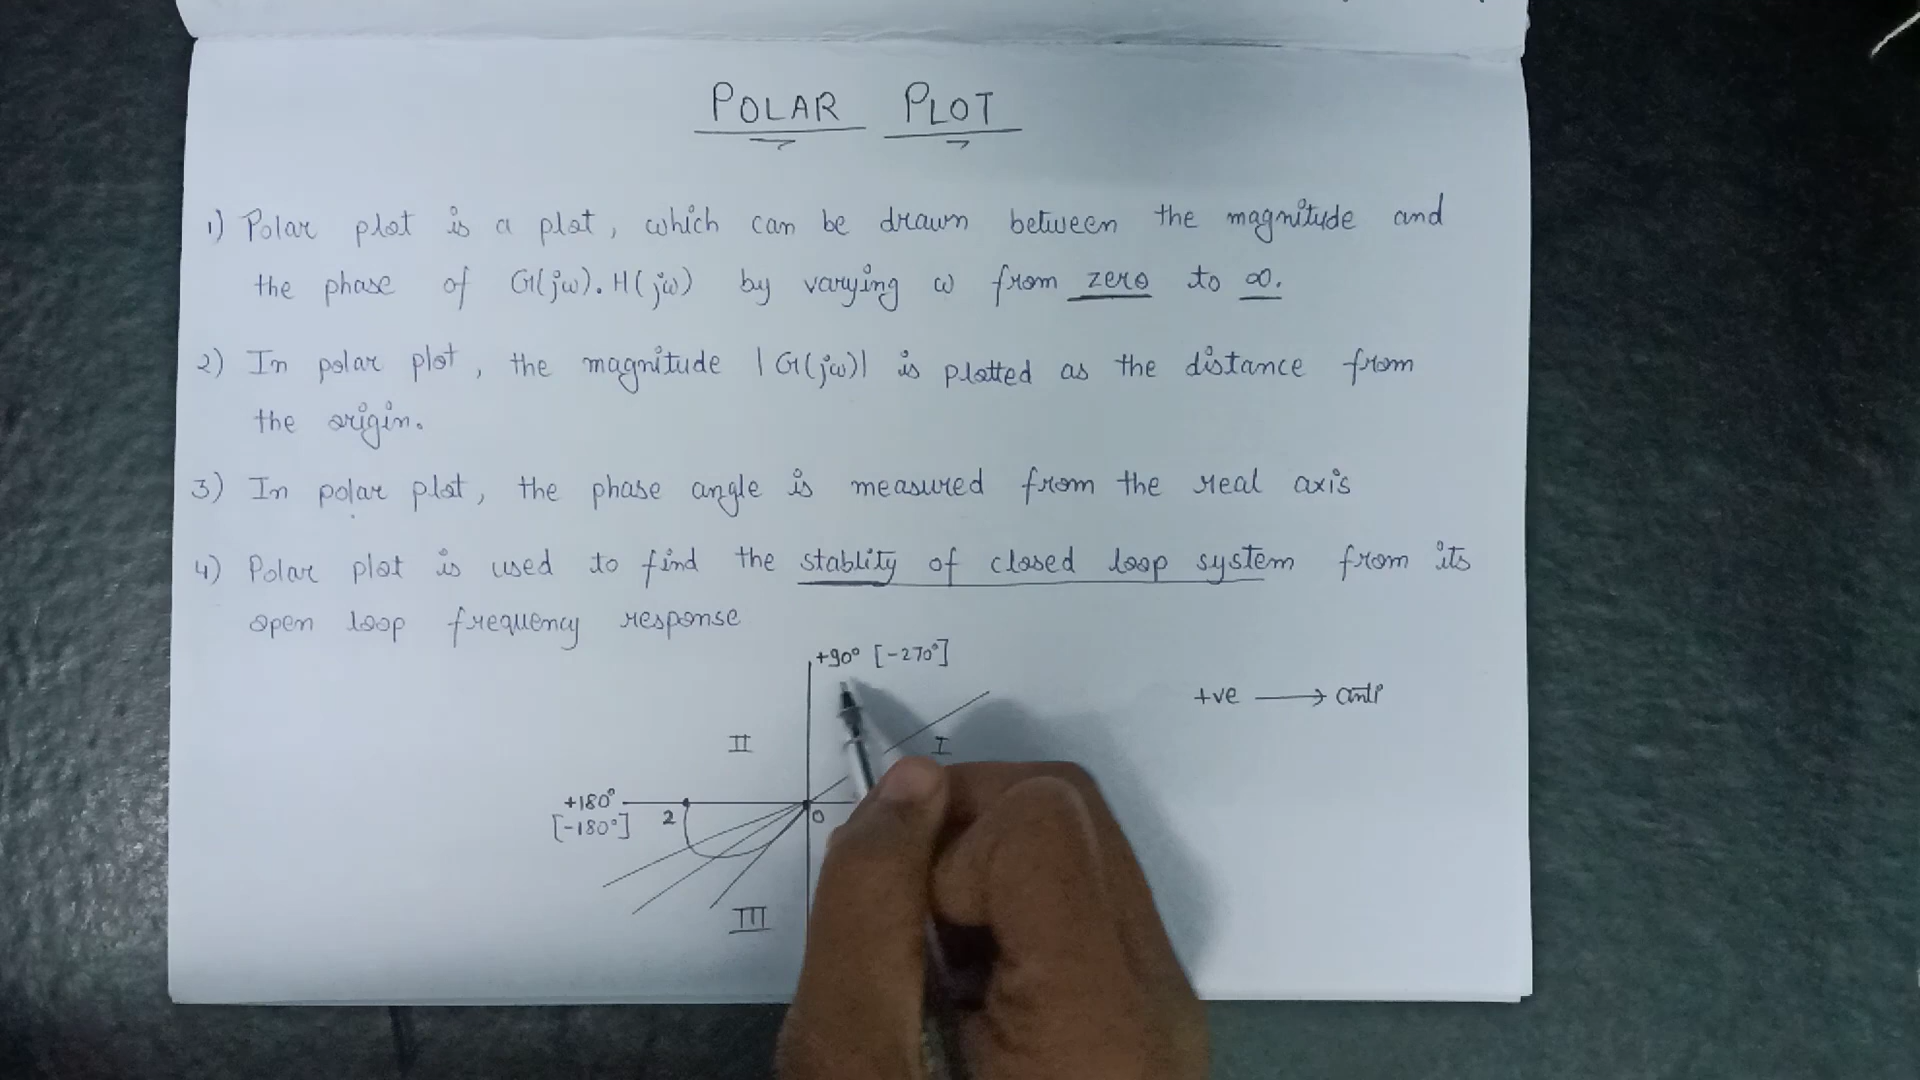 POLAR PLOT
1) Polar plot is a plot, which can be drawn between the magnitude and
the phase of G(jω).H(jω) by varying ω from zero to ∞.
2) In polar plot, the magnitude |G(jω)| is plotted as the distance from
the origin.
3) In polar plot, the phase angle is measured from the real axis
4) Polar plot is used to find the stablity of closed loop system from its
open loop frequency response
+90° [-270°]
+ve → anti
II
I
+180°
[-180°]
2
0
III